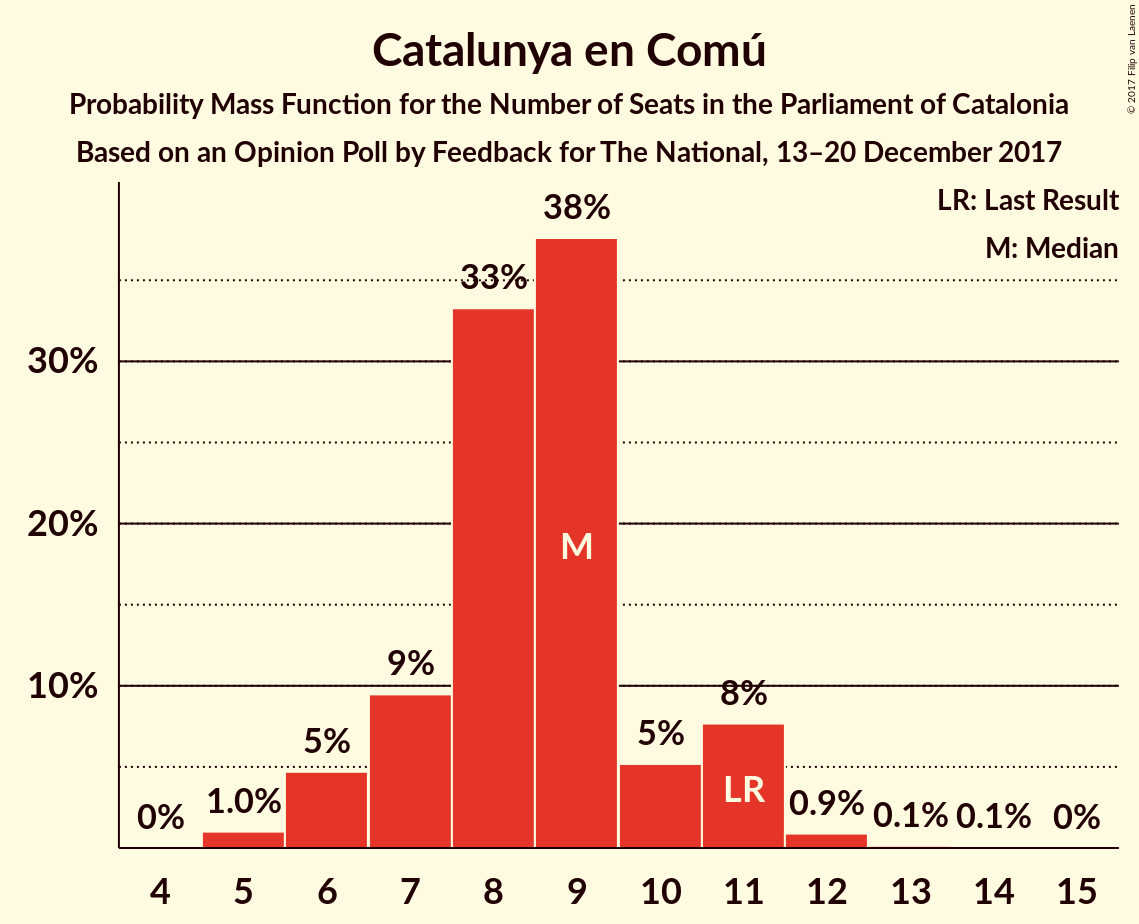 Catalunya en Comú
Probability Mass Function for the Number of Seats in the Parliament of Catalonia
Based on an Opinion Poll by Feedback for The National, 13–20 December 2017
© 2017 Filip van Laenen
LR: Last Result
M: Median
30%
20%
10%
0%
1.0%
5%
9%
33%
38%
5%
8%
0.9%
0.1%
0.1%
0%
M
LR
4 5 6 7 8 9 10 11 12 13 14 15